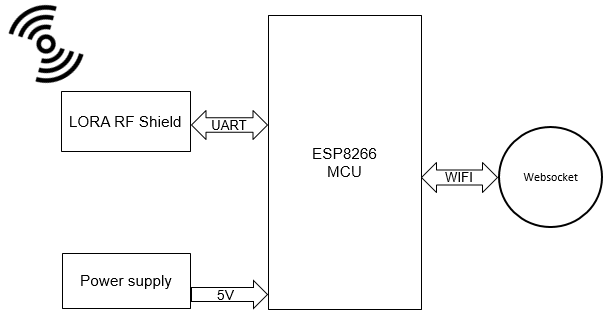 LORA RF Shield
UART
ESP8266
MCU
WIFI
Websocket
Power supply
5V